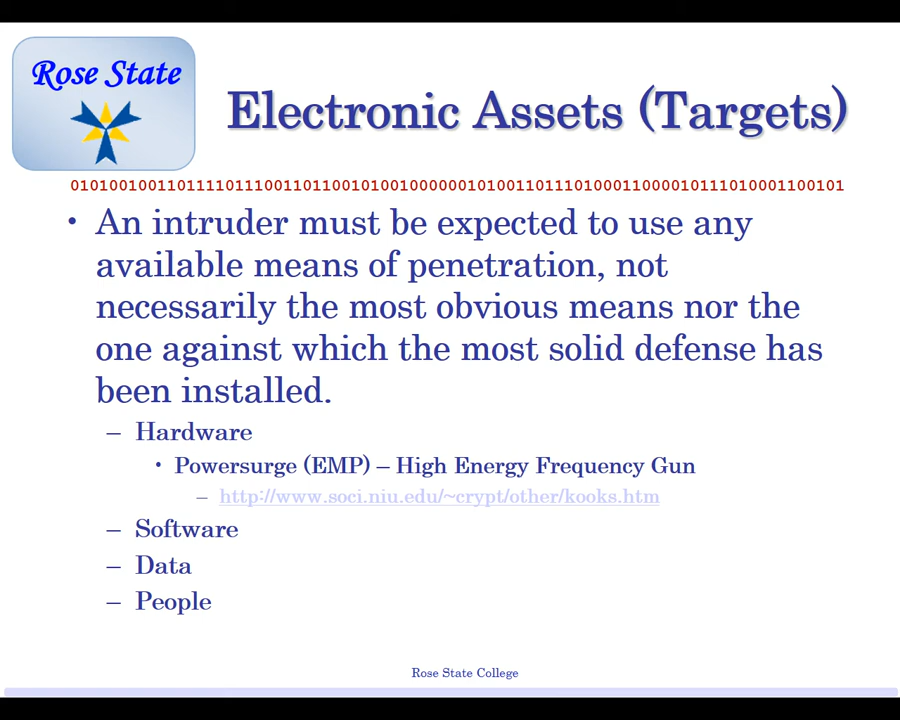 Rose State
Electronic Assets (Targets)
01010010011011110111001101100101001000000101001101110100011000010111010001100101
• An intruder must be expected to use any
available means of penetration, not
necessarily the most obvious means nor the
one against which the most solid defense has
been installed.
– Hardware
• Powersurge (EMP) – High Energy Frequency Gun
– http://www.soci.niu.edu/~crypt/other/kooks.htm
– Software
– Data
– People
Rose State College